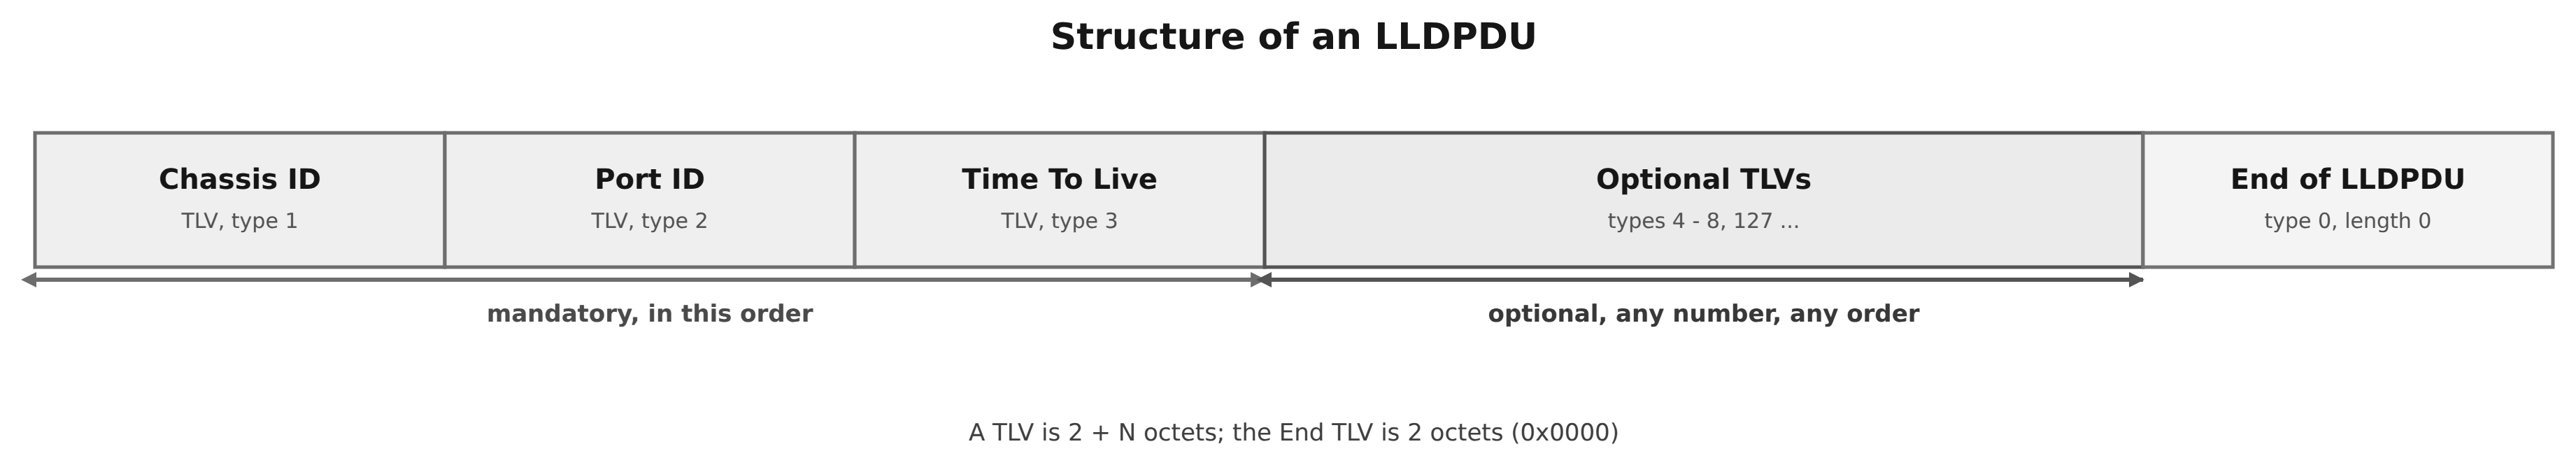 Structure of an LLDPDU
Chassis ID
TLV, type 1
Port ID
TLV, type 2
Time To Live
TLV, type 3
Optional TLVs
types 4 - 8, 127 ...
End of LLDPDU
type 0, length 0
mandatory, in this order
optional, any number, any order
A TLV is 2 + N octets; the End TLV is 2 octets (0x0000)